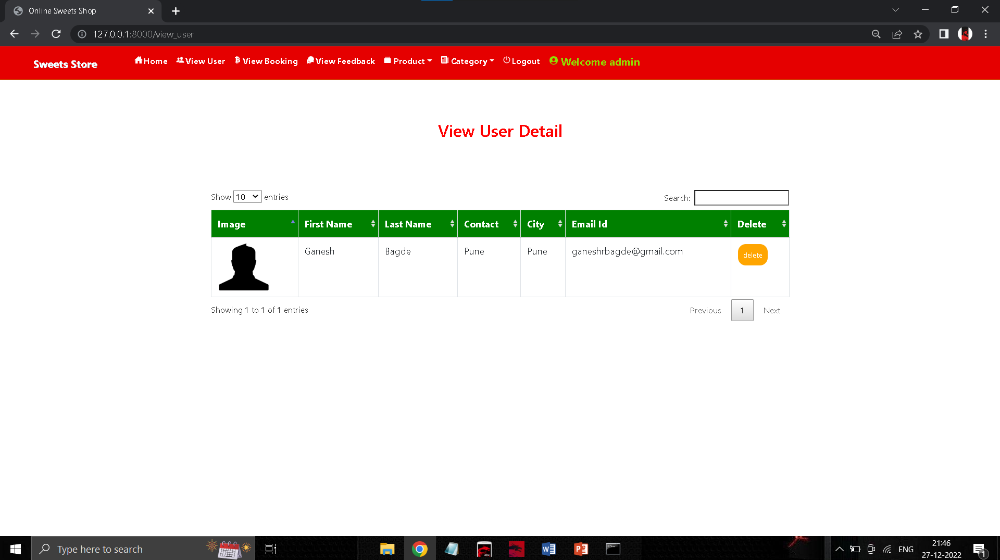 Online Sweets Shop
127.0.0.1:8000/view_user
Sweets Store
Home View User View Booking View Feedback Product Category Logout Welcome admin
View User Detail
Show 10 entries
Search:
Image First Name Last Name Contact City Email Id Delete
Ganesh Bagde Pune Pune ganeshrbagde@gmail.com delete
Showing 1 to 1 of 1 entries
Previous 1 Next
Type here to search
ENG
21:46
27-12-2022
1